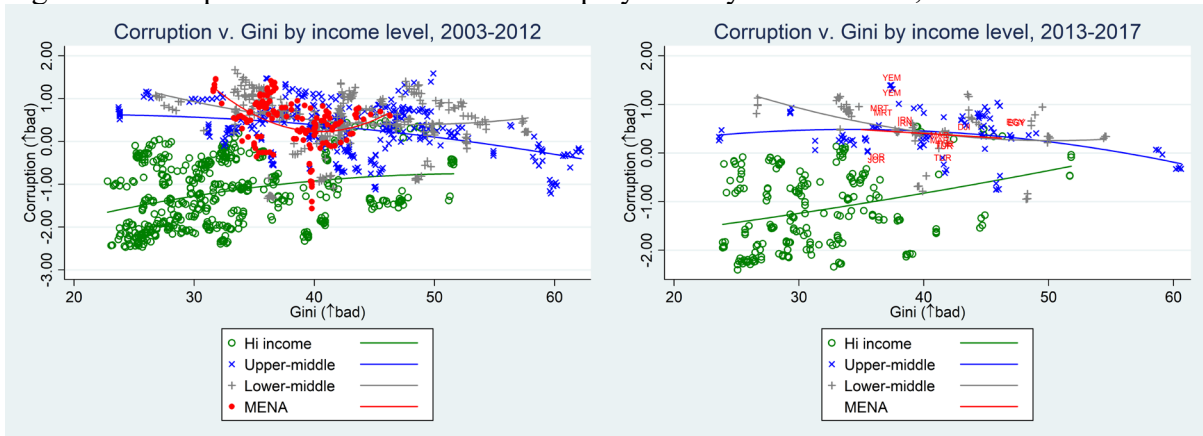 Corruption v. Gini by income level, 2003-2012
2.00
1.00
0.00
-1.00
-2.00
-3.00
Corruption (↑bad)
20 30 40 50 60
Gini (↑bad)
Hi income
Upper-middle
Lower-middle
MENA
Corruption v. Gini by income level, 2013-2017
2.00
1.00
0.00
-1.00
-2.00
Corruption (↑bad)
YEM
YEM
MRT
MRT
IRN
DJI
EGY
JOR
TUR
20 30 40 50 60
Gini (↑bad)
Hi income
Upper-middle
Lower-middle
MENA